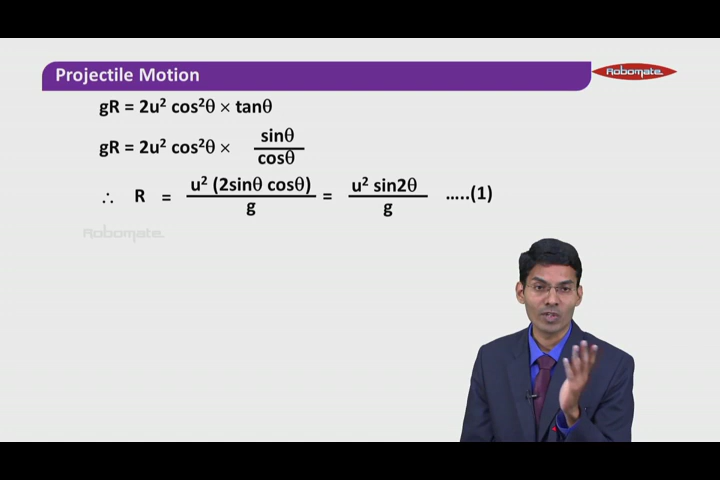 Projectile Motion
Robomate
gR = 2u² cos²θ × tanθ
gR = 2u² cos²θ × sinθ/cosθ
∴ R = u² (2sinθ cosθ)/g = u² sin2θ/g .....(1)
Robomate